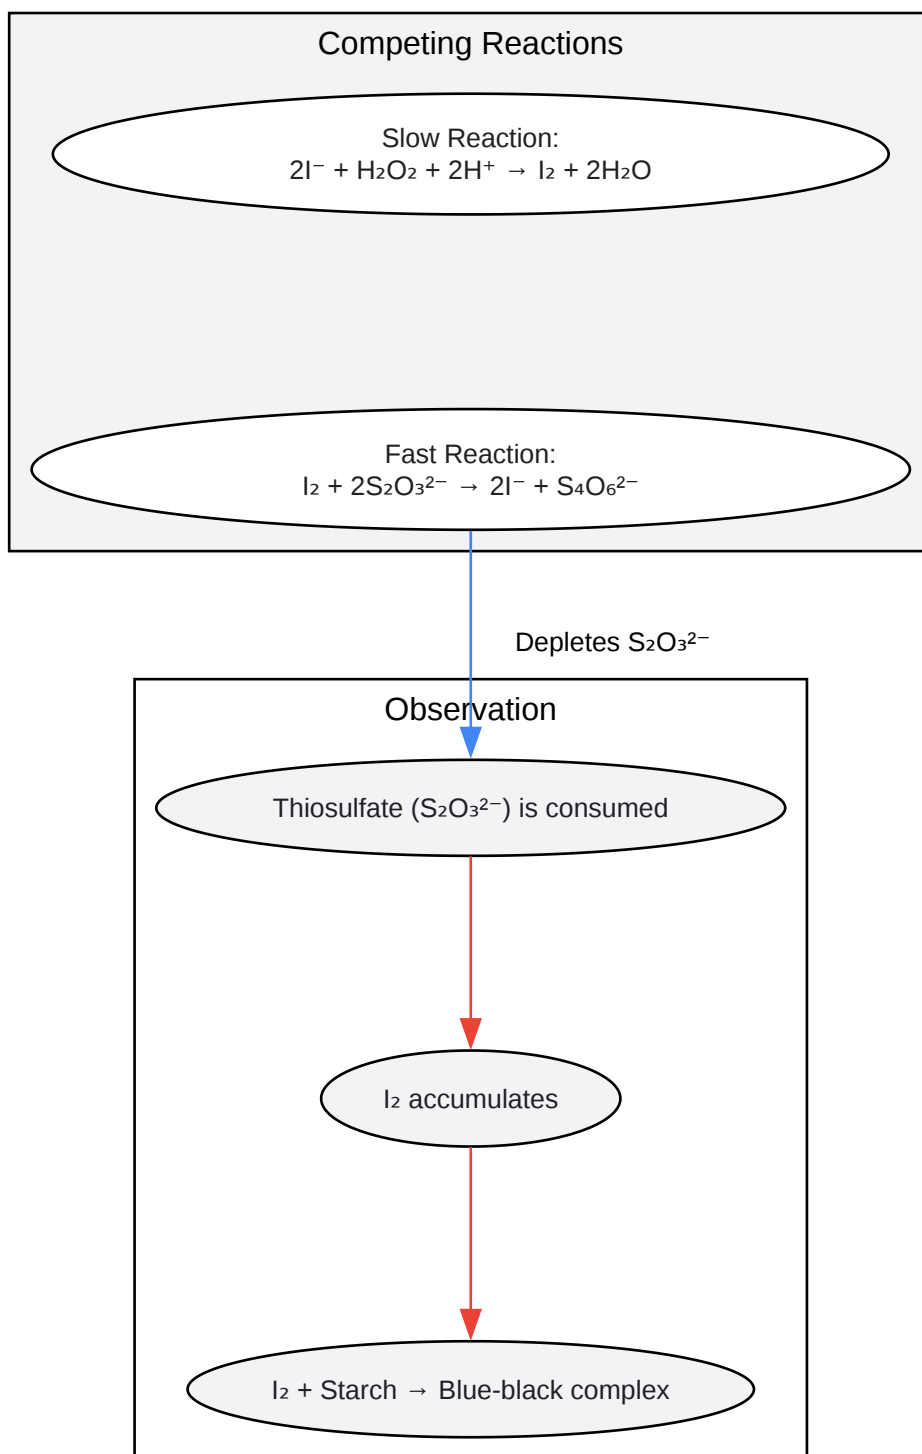 Competing Reactions
Slow Reaction:
2I⁻ + H₂O₂ + 2H⁺ → I₂ + 2H₂O
Fast Reaction:
I₂ + 2S₂O₃²⁻ → 2I⁻ + S₄O₆²⁻
Depletes S₂O₃²⁻
Observation
Thiosulfate (S₂O₃²⁻) is consumed
I₂ accumulates
I₂ + Starch → Blue-black complex